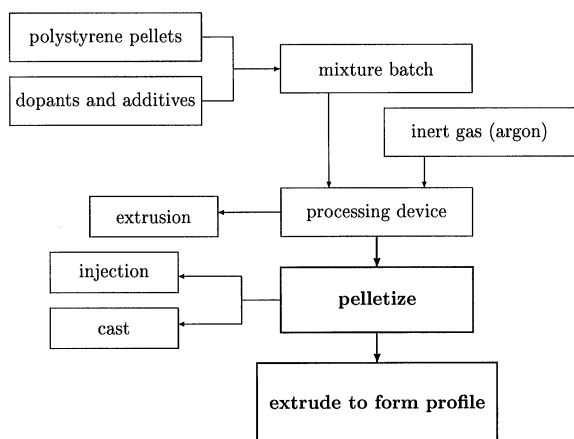 polystyrene pellets
dopants and additives
mixture batch
inert gas (argon)
processing device
extrusion
injection
pelletize
cast
extrude to form profile